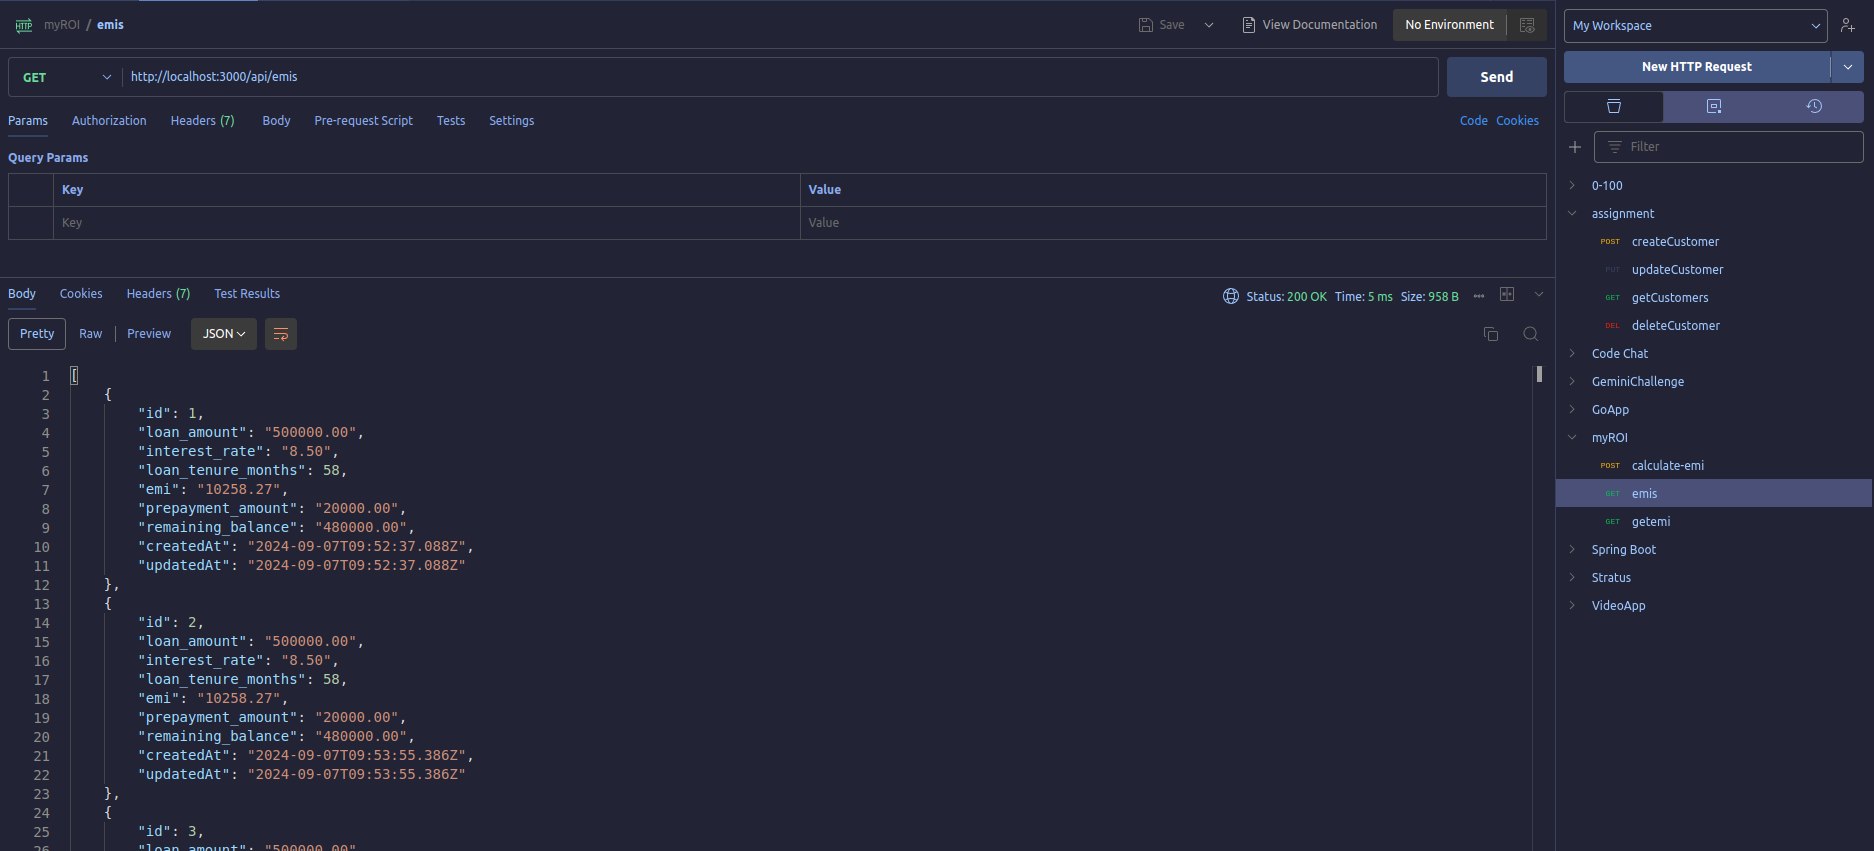 HTTP myROI / emis
Save View Documentation No Environment
GET http://localhost:3000/api/emis Send
Params Authorization Headers (7) Body Pre-request Script Tests Settings Code Cookies
Query Params
Key Value
Key Value
Body Cookies Headers (7) Test Results Status: 200 OK Time: 5 ms Size: 958 B
Pretty Raw Preview JSON
1 [
2 {
3 "id": 1,
4 "loan_amount": "500000.00",
5 "interest_rate": "8.50",
6 "loan_tenure_months": 58,
7 "emi": "10258.27",
8 "prepayment_amount": "20000.00",
9 "remaining_balance": "480000.00",
10 "createdAt": "2024-09-07T09:52:37.088Z",
11 "updatedAt": "2024-09-07T09:52:37.088Z"
12 },
13 {
14 "id": 2,
15 "loan_amount": "500000.00",
16 "interest_rate": "8.50",
17 "loan_tenure_months": 58,
18 "emi": "10258.27",
19 "prepayment_amount": "20000.00",
20 "remaining_balance": "480000.00",
21 "createdAt": "2024-09-07T09:53:55.386Z",
22 "updatedAt": "2024-09-07T09:53:55.386Z"
23 },
24 {
25 "id": 3,
26 "loan_amount": "500000.00"
My Workspace
New HTTP Request
Filter
0-100
assignment
POST createCustomer
PUT updateCustomer
GET getCustomers
DEL deleteCustomer
Code Chat
GeminiChallenge
GoApp
myROI
POST calculate-emi
GET emis
GET getemi
Spring Boot
Stratus
VideoApp